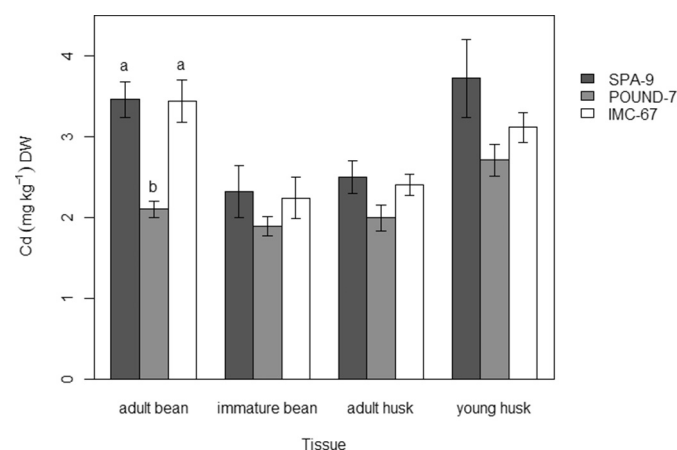 a
a
b
SPA-9
POUND-7
IMC-67
Cd (mg kg⁻¹) DW
4
3
2
1
0
adult bean immature bean adult husk young husk
Tissue